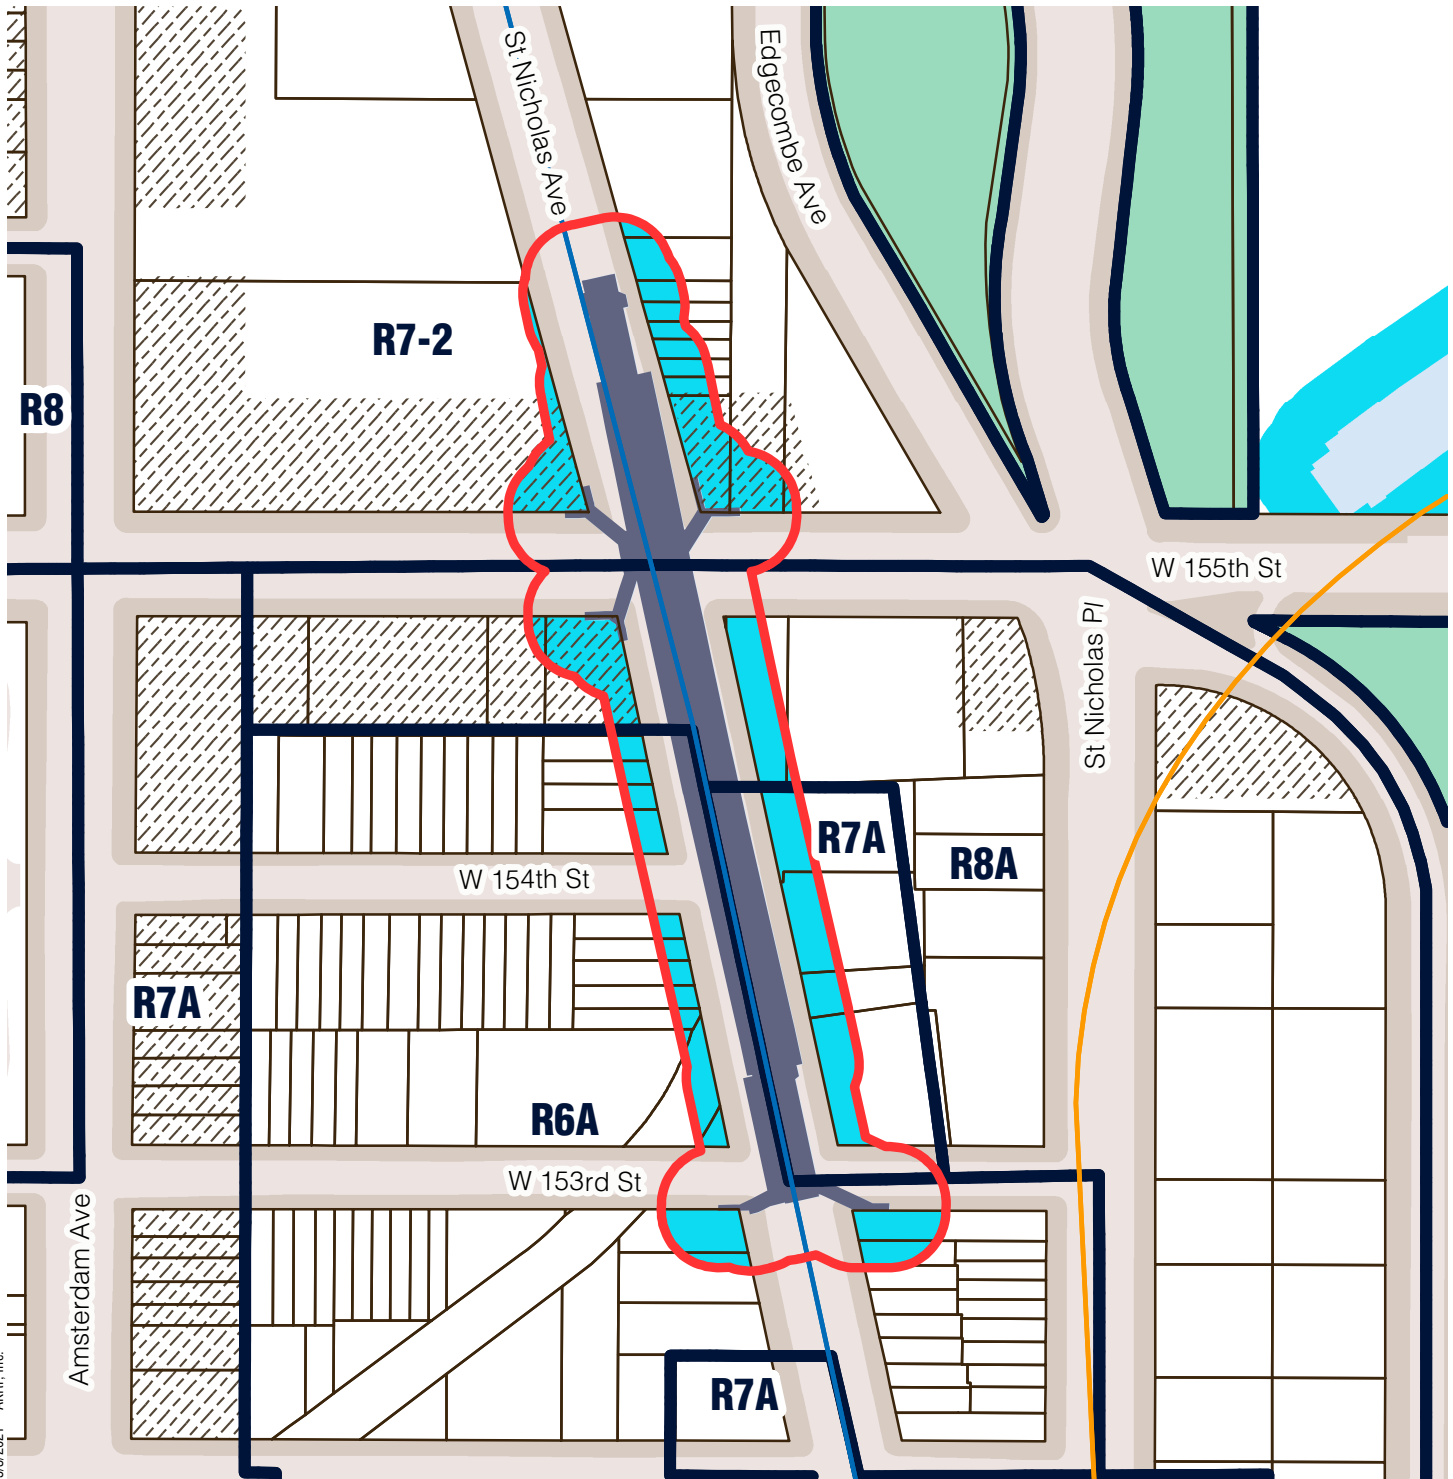 St Nicholas Ave
Edgecombe Ave
R7-2
R8
W 155th St
St Nicholas Pl
R7A
R8A
W 154th St
R7A
R6A
W 153rd St
Amsterdam Ave
R7A